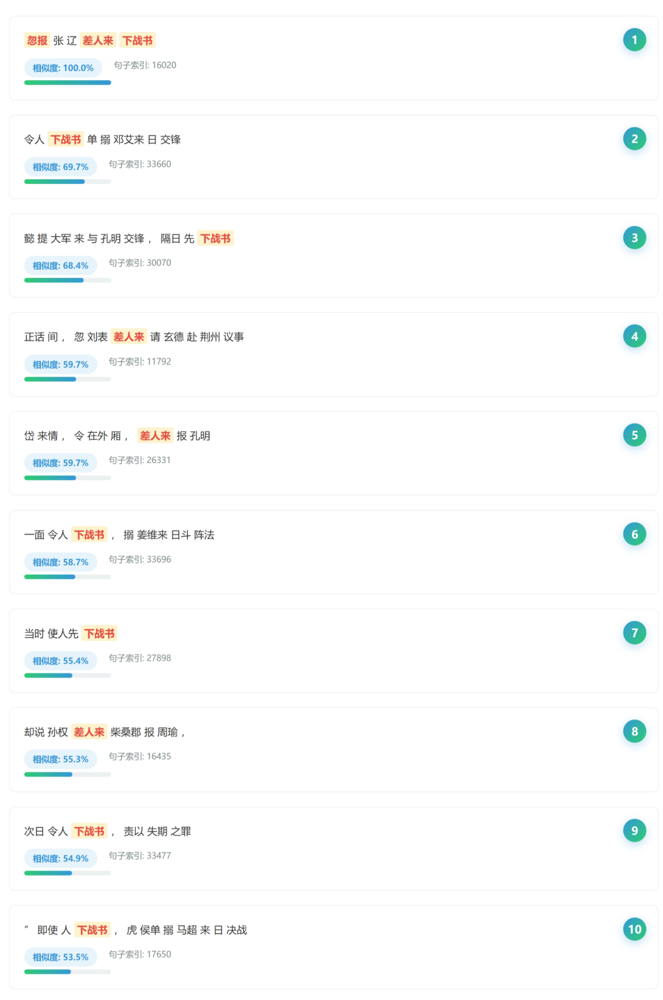 忽报 张 辽 差人来 下战书
1
相似度: 100.0% 句子索引: 16020
令人 下战书 单 搦 邓艾来 日 交锋
2
相似度: 69.7% 句子索引: 33660
懿 提 大军 来 与 孔明 交锋 ， 隔日 先 下战书
3
相似度: 68.4% 句子索引: 30070
正话 间 ， 忽 刘表 差人来 请 玄德 赴 荆州 议事
4
相似度: 59.7% 句子索引: 11792
岱 来情 ， 令 在外 厢 ， 差人来 报 孔明
5
相似度: 59.7% 句子索引: 26331
一面 令人 下战书 ， 搦 姜维来 日斗 阵法
6
相似度: 58.7% 句子索引: 33696
当时 使人先 下战书
7
相似度: 55.4% 句子索引: 27898
却说 孙权 差人来 柴桑郡 报 周瑜 ，
8
相似度: 55.3% 句子索引: 16435
次日 令人 下战书 ， 责以 失期 之罪
9
相似度: 54.9% 句子索引: 33477
” 即使 人 下战书 ， 虎 侯单 搦 马超 来 日 决战
10
相似度: 53.5% 句子索引: 17650